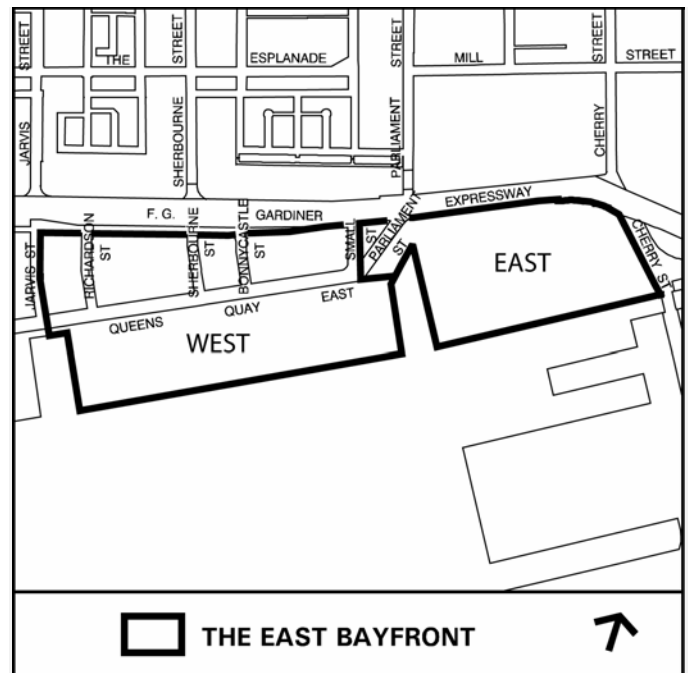 STREET
STREET
STREET
STREET
THE
ESPLANADE
MILL
STREET
JARVIS
SHERBOURNE
PARLIAMENT
CHERRY
F. G.
GARDINER
EXPRESSWAY
JARVIS ST
RICHARDSON
ST
SHERBOURNE
ST
BONNYCASTLE
ST
SMALL
ST
PARLIAMENT
ST
CHERRY ST
EAST
QUEENS
QUAY
EAST
WEST
THE EAST BAYFRONT